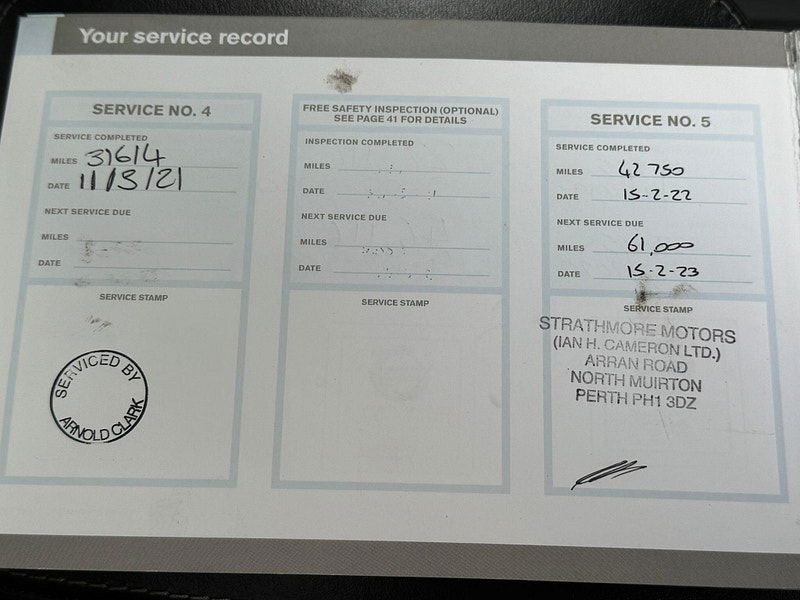 Your service record
SERVICE NO. 4
SERVICE COMPLETED
MILES 31614
DATE 11/3/21
NEXT SERVICE DUE
MILES
DATE
SERVICE STAMP
SERVICED BY
ARNOLD CLARK
FREE SAFETY INSPECTION (OPTIONAL)
SEE PAGE 41 FOR DETAILS
INSPECTION COMPLETED
MILES
DATE
NEXT SERVICE DUE
MILES
DATE
SERVICE STAMP
SERVICE NO. 5
SERVICE COMPLETED
MILES 42 750
DATE 15-2-22
NEXT SERVICE DUE
MILES 61,000
DATE 15-2-23
SERVICE STAMP
STRATHMORE MOTORS
(IAN H. CAMERON LTD.)
ARRAN ROAD
NORTH MUIRTON
PERTH PH1 3DZ